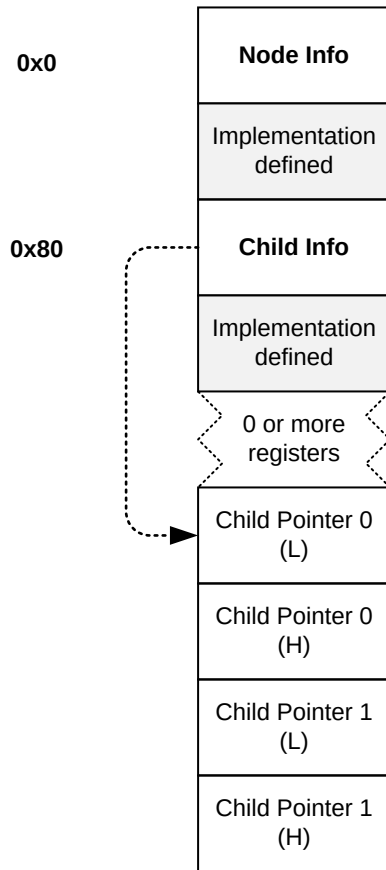 0x0
Node Info
Implementation
defined
0x80
Child Info
Implementation
defined
0 or more
registers
Child Pointer 0
(L)
Child Pointer 0
(H)
Child Pointer 1
(L)
Child Pointer 1
(H)